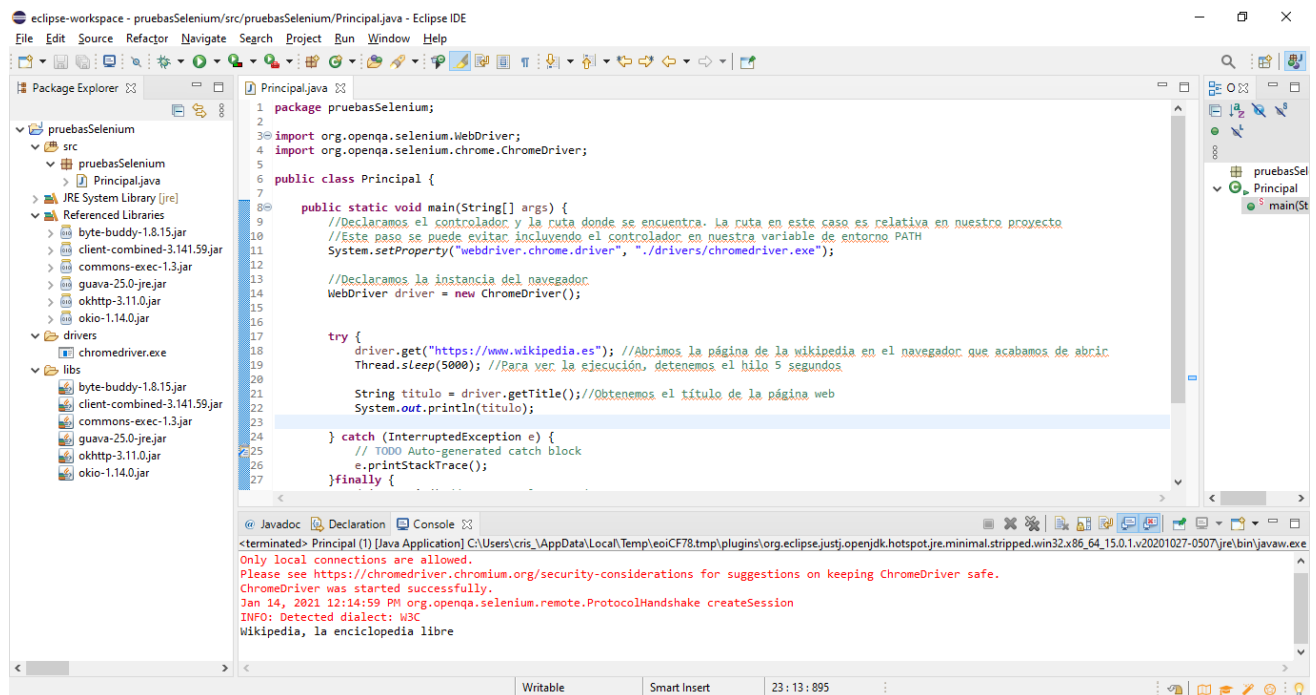 eclipse-workspace - pruebasSelenium/src/pruebasSelenium/Principal.java - Eclipse IDE
File Edit Source Refactor Navigate Search Project Run Window Help
Package Explorer
pruebasSelenium
src
pruebasSelenium
Principal.java
JRE System Library [jre]
Referenced Libraries
byte-buddy-1.8.15.jar
client-combined-3.141.59.jar
commons-exec-1.3.jar
guava-25.0-jre.jar
okhttp-3.11.0.jar
okio-1.14.0.jar
drivers
chromedriver.exe
libs
byte-buddy-1.8.15.jar
client-combined-3.141.59.jar
commons-exec-1.3.jar
guava-25.0-jre.jar
okhttp-3.11.0.jar
okio-1.14.0.jar
Principal.java
1 package pruebasSelenium;
2
3 import org.openqa.selenium.WebDriver;
4 import org.openqa.selenium.chrome.ChromeDriver;
5
6 public class Principal {
7
8 public static void main(String[] args) {
9 //Declaramos el controlador y la ruta donde se encuentra. La ruta en este caso es relativa en nuestro proyecto
10 //Este paso se puede evitar incluyendo el controlador en nuestra variable de entorno PATH
11 System.setProperty("webdriver.chrome.driver", "./drivers/chromedriver.exe");
12
13 //Declaramos la instancia del navegador
14 WebDriver driver = new ChromeDriver();
15
16
17 try {
18 driver.get("https://www.wikipedia.es"); //Abrimos la página de la wikipedia en el navegador que acabamos de abrir
19 Thread.sleep(5000); //Para ver la ejecución, detenemos el hilo 5 segundos
20
21 String titulo = driver.getTitle();//Obtenemos el título de la página web
22 System.out.println(titulo);
23
24 } catch (InterruptedException e) {
25 // TODO Auto-generated catch block
26 e.printStackTrace();
27 }finally {
O
pruebasSel
Principal
main(St
@ Javadoc Declaration Console
<terminated> Principal (1) [Java Application] C:\Users\cris_\AppData\Local\Temp\eoiCF78.tmp\plugins\org.eclipse.justj.openjdk.hotspot.jre.minimal.stripped.win32.x86_64_15.0.1.v20201027-0507\jre\bin\javaw.exe
Only local connections are allowed.
Please see https://chromedriver.chromium.org/security-considerations for suggestions on keeping ChromeDriver safe.
ChromeDriver was started successfully.
Jan 14, 2021 12:14:59 PM org.openqa.selenium.remote.ProtocolHandshake createSession
INFO: Detected dialect: W3C
Wikipedia, la enciclopedia libre
Writable Smart Insert 23 : 13 : 895